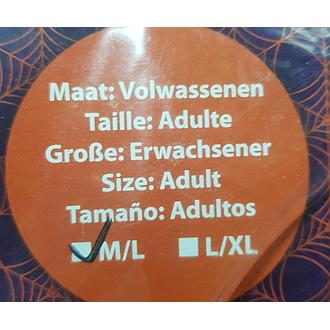 Maat: Volwassenen
Taille: Adulte
Große: Erwachsener
Size: Adult
Tamaño: Adultos
M/L L/XL